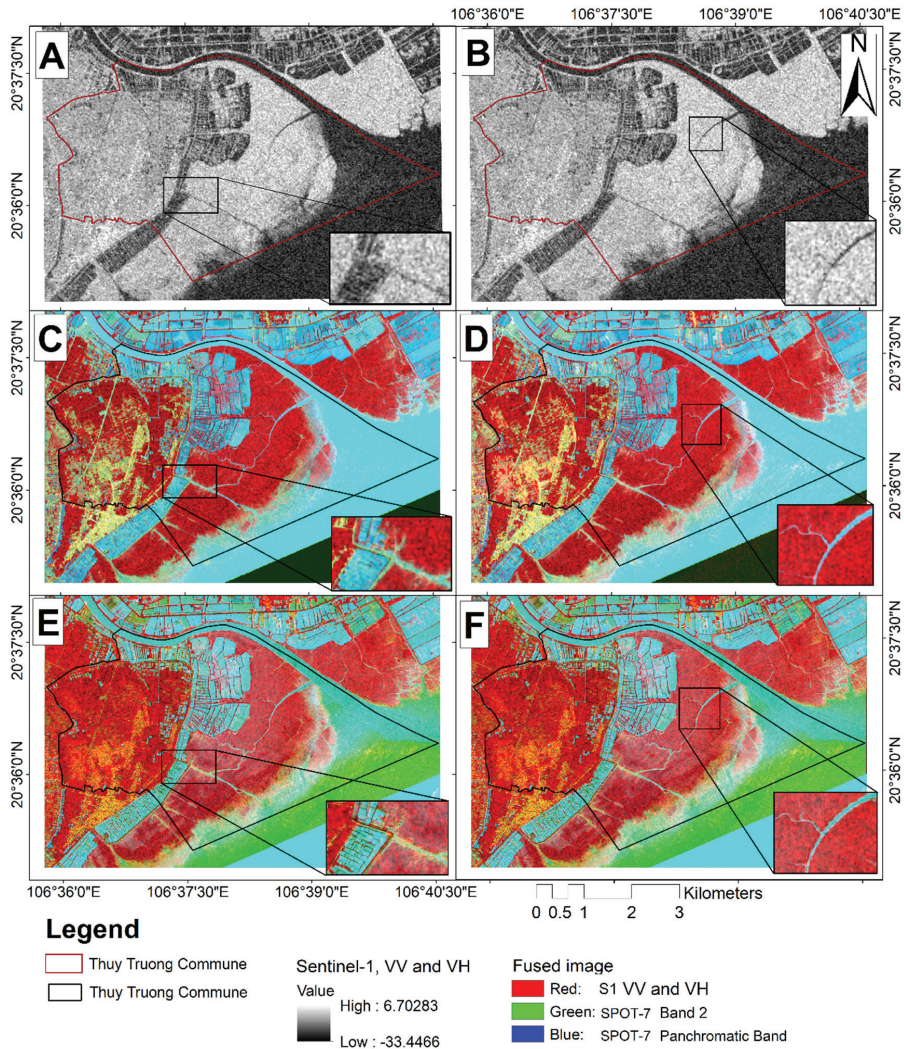 106°36'0"E 106°37'30"E 106°39'0"E 106°40'30"E
A
B
N
20°37'30"N
20°36'0"N
20°37'30"N
20°36'0"N
C
D
20°37'30"N
20°36'0"N
20°37'30"N
20°36'0"N
E
F
20°37'30"N
20°36'0"N
20°37'30"N
20°36'0"N
106°36'0"E 106°37'30"E 106°39'0"E 106°40'30"E
Kilometers
0 0.5 1 2 3
Legend
Thuy Truong Commune
Thuy Truong Commune
Sentinel-1, VV and VH
Value
High : 6.70283
Low : -33.4466
Fused image
Red: S1 VV and VH
Green: SPOT-7 Band 2
Blue: SPOT-7 Panchromatic Band